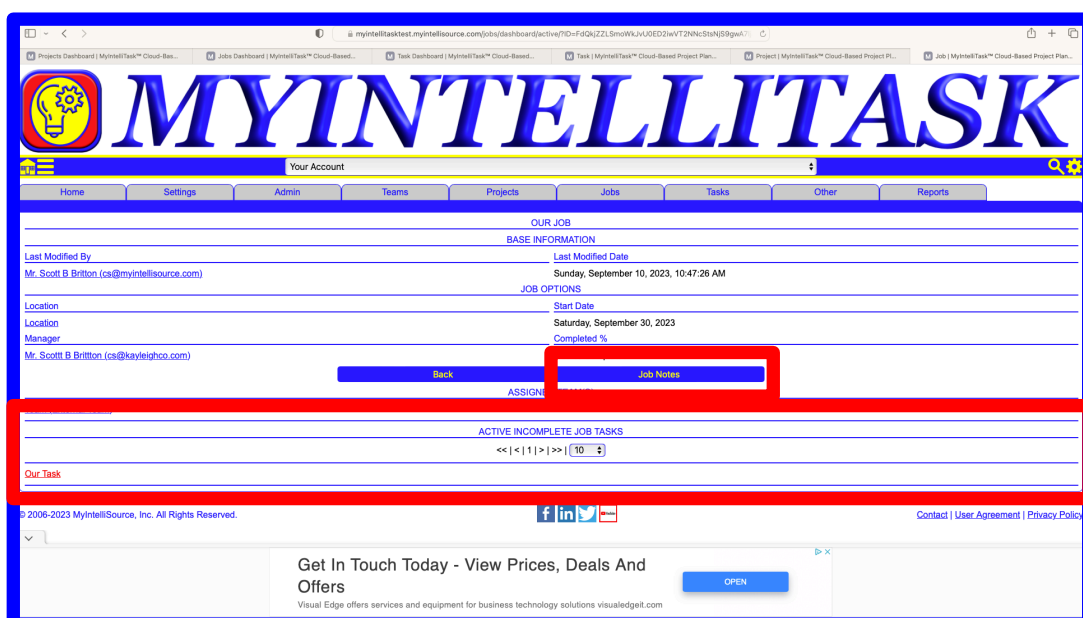 myintellitasktest.myintellisource.com/jobs/dashboard/active/?ID=FdQkjZZLSmoWkJvU0ED2iwVT2NNcStsNjS9gwA7
Projects Dashboard | MyIntelliTask™ Cloud-Bas...
Jobs Dashboard | MyIntelliTask™ Cloud-Based...
Task Dashboard | MyIntelliTask™ Cloud-Based...
Task | MyIntelliTask™ Cloud-Based Project Plan...
Project | MyIntelliTask™ Cloud-Based Project Pl...
Job | MyIntelliTask™ Cloud-Based Project Plan...
MYINTELLITASK
Your Account
Home Settings Admin Teams Projects Jobs Tasks Other Reports
OUR JOB
BASE INFORMATION
Last Modified By Last Modified Date
Mr. Scott B Britton (cs@myintellisource.com) Sunday, September 10, 2023, 10:47:26 AM
JOB OPTIONS
Location Start Date
Location Saturday, September 30, 2023
Manager Completed %
Mr. Scottt B Brittton (cs@kayleighco.com)
Back Job Notes
ACTIVE INCOMPLETE JOB TASKS
<< | < | 1 | > | >> | 10
Our Task
© 2006-2023 MyIntelliSource, Inc. All Rights Reserved.
f in YouTube
Contact | User Agreement | Privacy Policy
Get In Touch Today - View Prices, Deals And
Offers
OPEN
Visual Edge offers services and equipment for business technology solutions visualedgeit.com